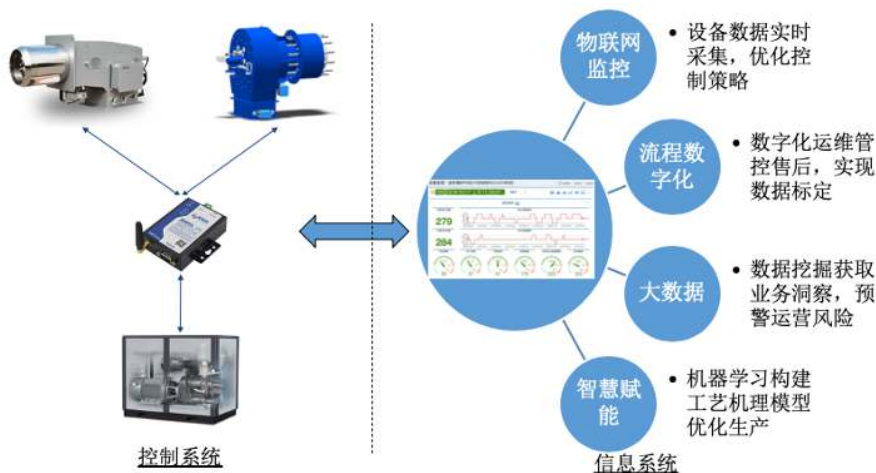 物联网
监控
• 设备数据实时
采集，优化控
制策略
流程数
字化
• 数字化运维管
控售后，实现
数据标定
279
284
大数据
• 数据挖掘获取
业务洞察，预
警运营风险
智慧赋
能
• 机器学习构建
工艺机理模型
优化生产
控制系统
信息系统